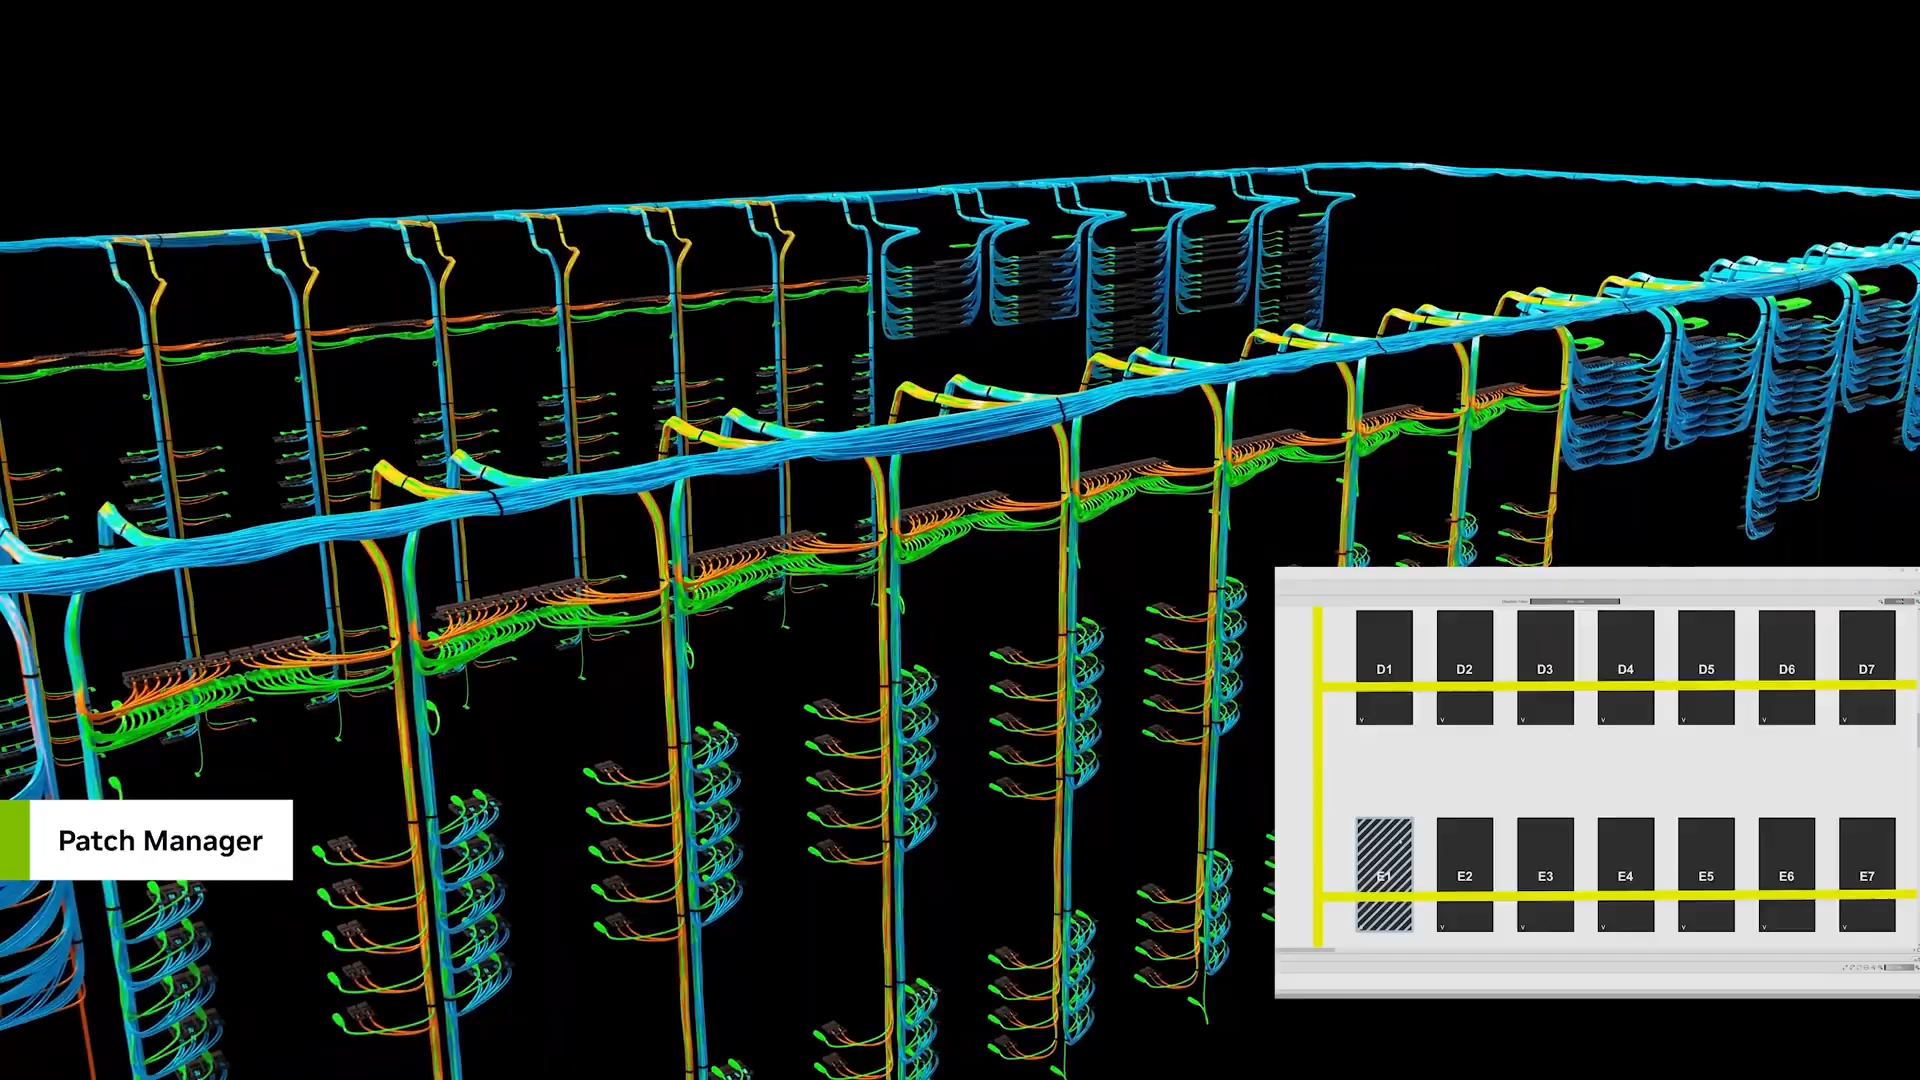 Patch Manager
D1 D2 D3 D4 D5 D6 D7
v v v v v v v
E1 E2 E3 E4 E5 E6 E7
v v v v v v